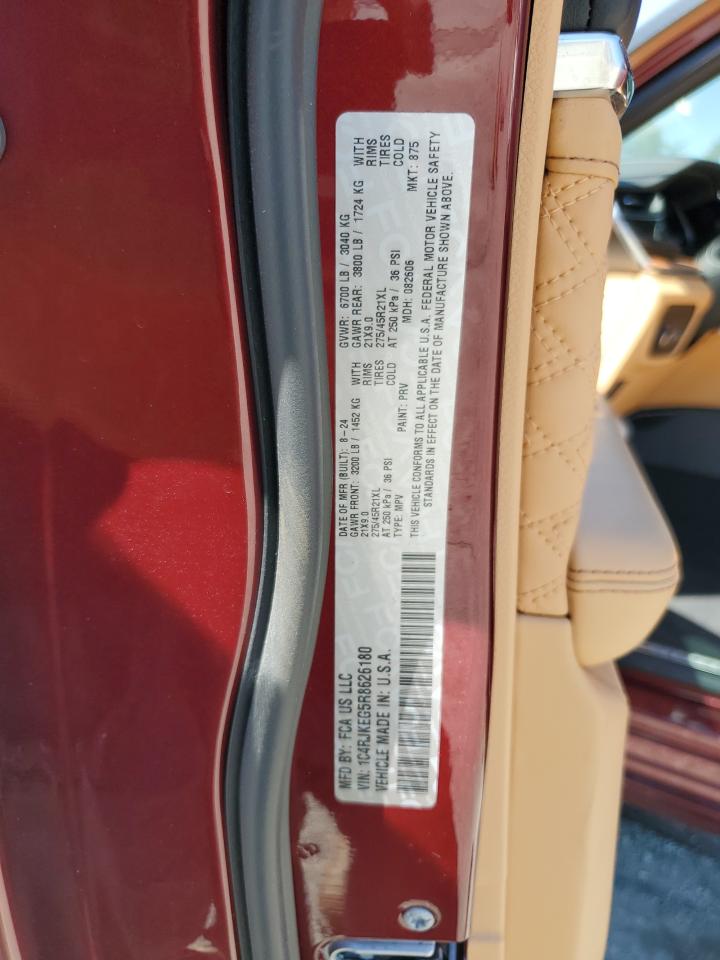 MFD BY: FCA US LLC
VIN: 1C4RJKEG5R8626180
VEHICLE MADE IN: U.S.A.
DATE OF MFR (BUILT): 8-24
GAWR FRONT: 3200 LB / 1452 KG WITH
21X9.0 RIMS
275/45R21XL TIRES
AT 250 kPa / 36 PSI COLD
TYPE: MPV PAINT: PRV
GVWR: 6700 LB / 3040 KG
GAWR REAR: 3800 LB / 1724 KG WITH
21X9.0 RIMS
275/45R21XL TIRES
AT 250 kPa / 36 PSI COLD
MDH: 082606 MKT: 875
THIS VEHICLE CONFORMS TO ALL APPLICABLE U.S.A. FEDERAL MOTOR VEHICLE SAFETY
STANDARDS IN EFFECT ON THE DATE OF MANUFACTURE SHOWN ABOVE.